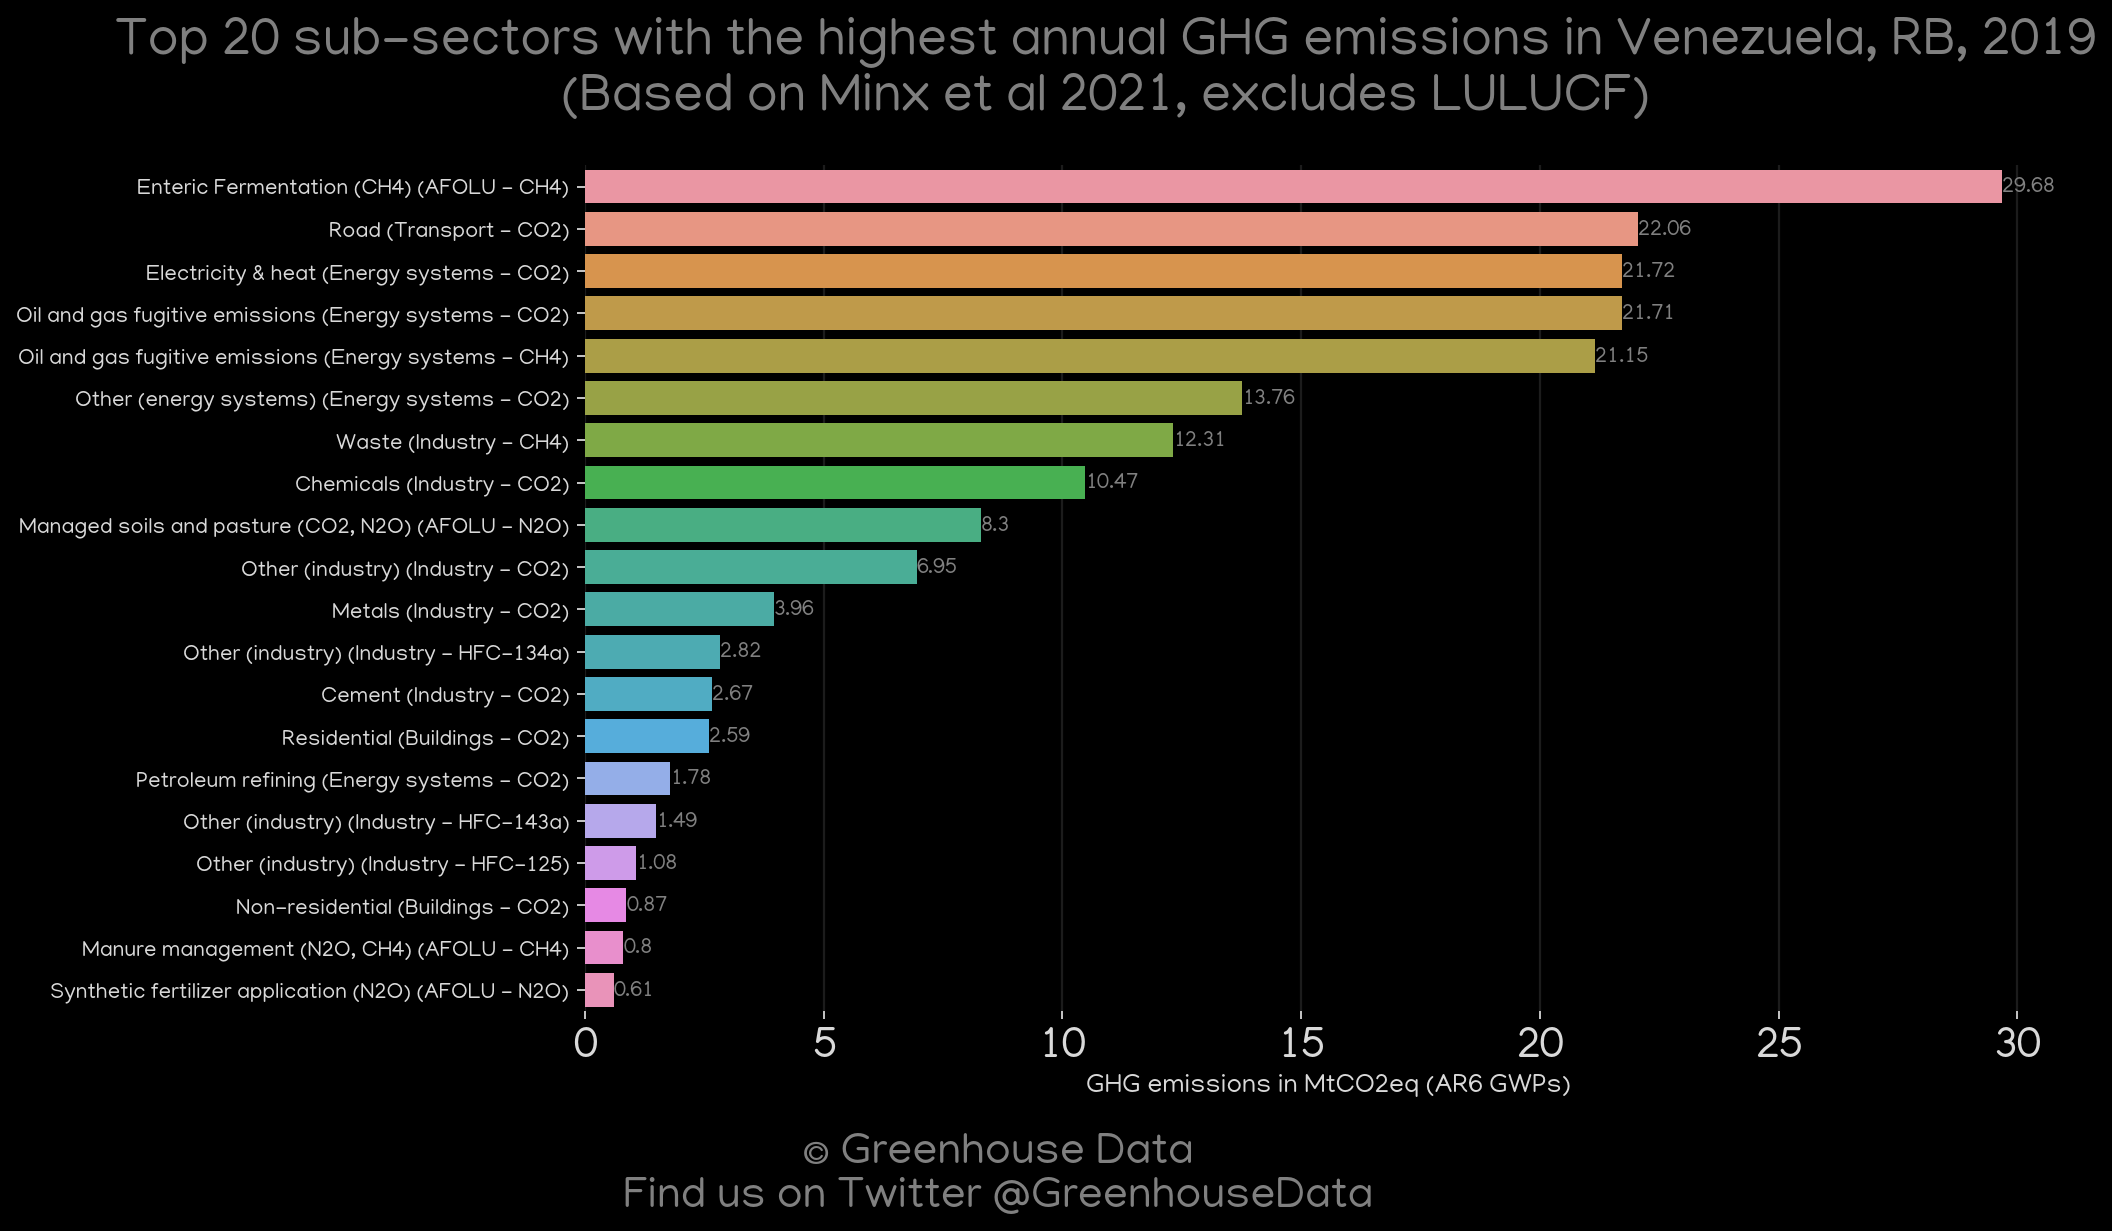 Top 20 sub-sectors with the highest annual GHG emissions in Venezuela, RB, 2019
(Based on Minx et al 2021, excludes LULUCF)
Enteric Fermentation (CH4) (AFOLU - CH4) 29.68
Road (Transport - CO2) 22.06
Electricity & heat (Energy systems - CO2) 21.72
Oil and gas fugitive emissions (Energy systems - CO2) 21.71
Oil and gas fugitive emissions (Energy systems - CH4) 21.15
Other (energy systems) (Energy systems - CO2) 13.76
Waste (Industry - CH4) 12.31
Chemicals (Industry - CO2) 10.47
Managed soils and pasture (CO2, N2O) (AFOLU - N2O) 8.3
Other (industry) (Industry - CO2) 6.95
Metals (Industry - CO2) 3.96
Other (industry) (Industry - HFC-134a) 2.82
Cement (Industry - CO2) 2.67
Residential (Buildings - CO2) 2.59
Petroleum refining (Energy systems - CO2) 1.78
Other (industry) (Industry - HFC-143a) 1.49
Other (industry) (Industry - HFC-125) 1.08
Non-residential (Buildings - CO2) 0.87
Manure management (N2O, CH4) (AFOLU - CH4) 0.8
Synthetic fertilizer application (N2O) (AFOLU - N2O) 0.61
0 5 10 15 20 25 30
GHG emissions in MtCO2eq (AR6 GWPs)
© Greenhouse Data
Find us on Twitter @GreenhouseData